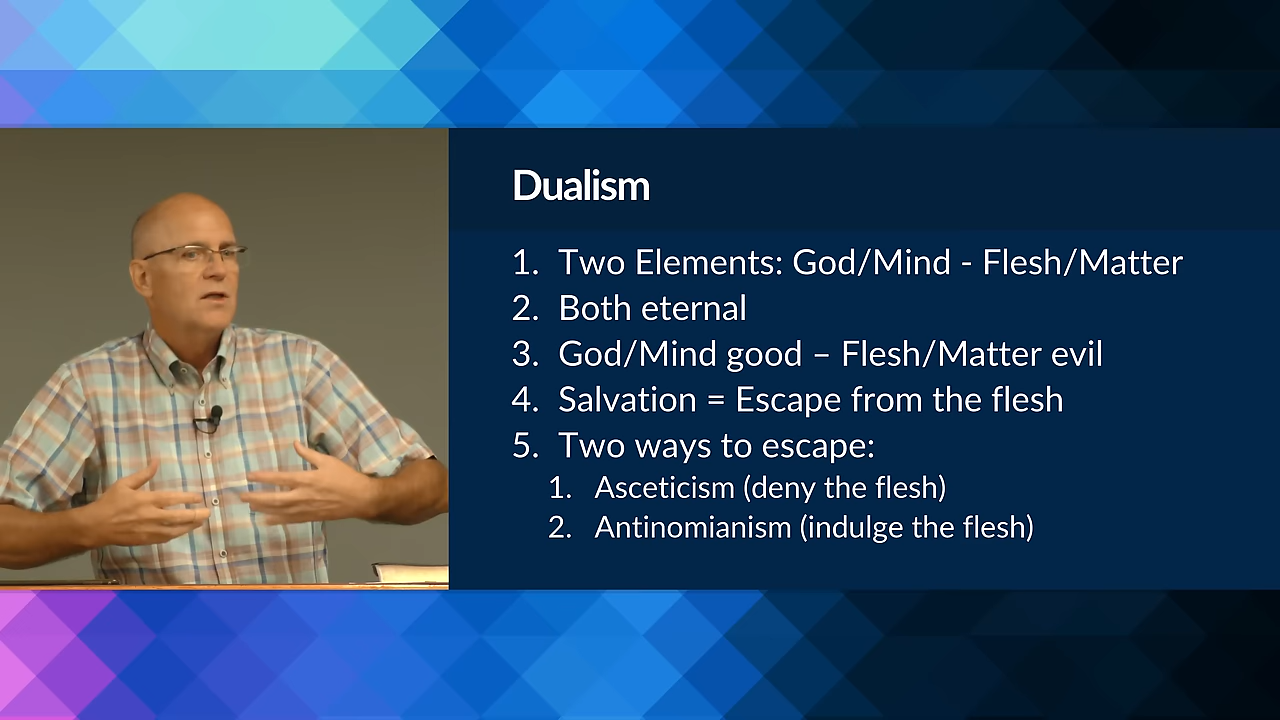 Dualism
1. Two Elements: God/Mind - Flesh/Matter
2. Both eternal
3. God/Mind good – Flesh/Matter evil
4. Salvation = Escape from the flesh
5. Two ways to escape:
1. Asceticism (deny the flesh)
2. Antinomianism (indulge the flesh)